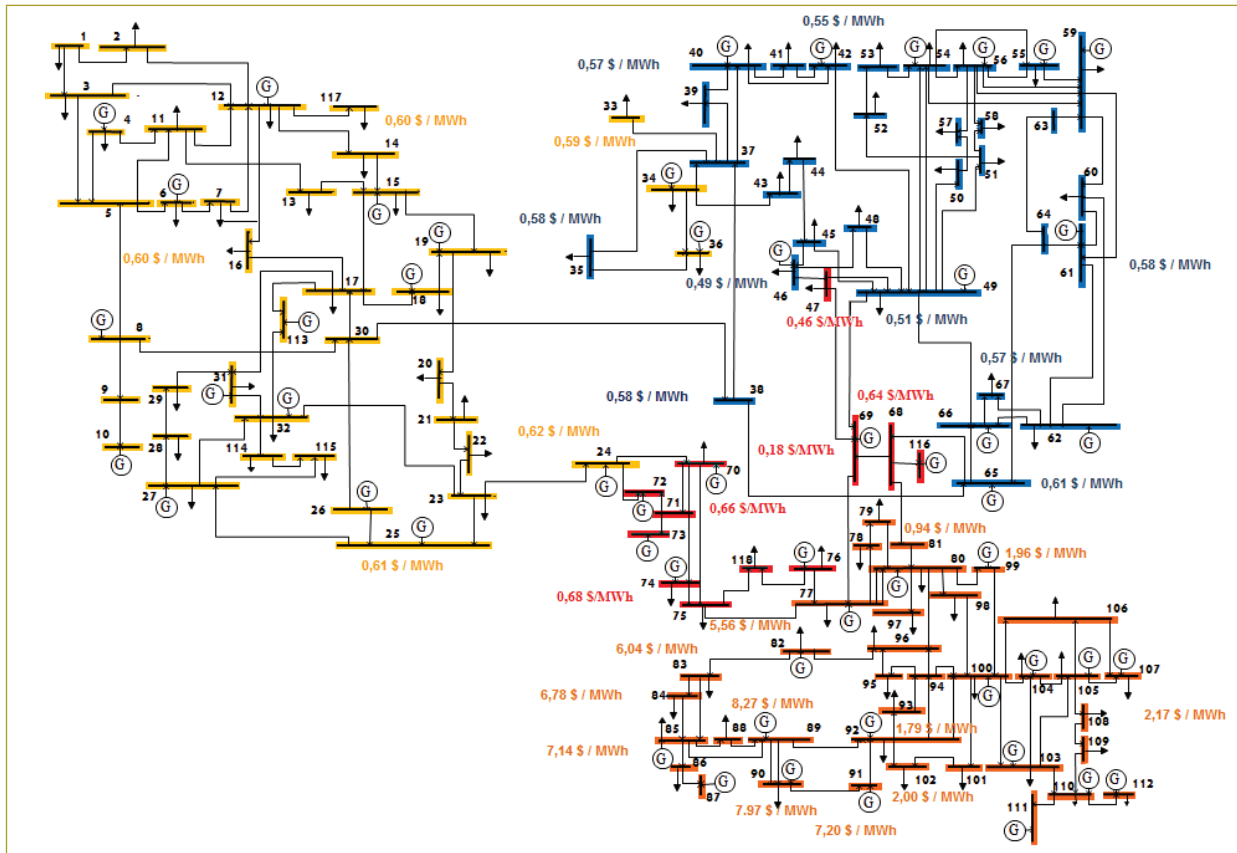 1
2
3
G
4
11
12
G
117
0,60 $ / MWh
14
5
G
6
7
13
15
G
0,60 $ / MWh
16
G
19
17
G
18
G
8
113
G
30
9
29
31
G
G
32
20
21
10
G
28
114
115
22
27
G
G
26
G
25
23
0,61 $ / MWh
0,62 $ / MWh
24
G
0,55 $ / MWh
0,57 $ / MWh
40
G
41
G
42
53
G
54
G
56
G
55
59
G
39
33
0,59 $ / MWh
52
57
58
63
37
G
34
43
44
50
51
60
0,58 $ / MWh
35
G
36
45
48
64
G
61
G
46
47
0,49 $ / MWh
G
49
0,58 $ / MWh
0,46 $/MWh
0,51 $ / MWh
0,58 $ / MWh
38
0,57 $ / MWh
67
0,64 $ / MWh
69
68
66
G
62
G
G
0,18 $/MWh
116
G
65
G
0,61 $ / MWh
70
G
72
G
71
0,66 $/MWh
73
G
79
0,94 $ / MWh
78
81
118
G
76
80
G
G
99
1,96 $ / MWh
G
74
0,68 $/MWh
75
77
G
5,56 $ / MWh
97
98
106
82
G
96
6,04 $ / MWh
83
95
94
100
G
G
104
G
105
G
107
6,78 $ / MWh
84
8,27 $ / MWh
93
108
2,17 $ / MWh
85
G
88
G
89
92
G
1,79 $ / MWh
109
7,14 $ / MWh
86
87
G
90
G
91
G
102
101
G
103
110
G
G
112
7.97 $ / MWh
2,00 $ / MWh
111
G
7,20 $ / MWh